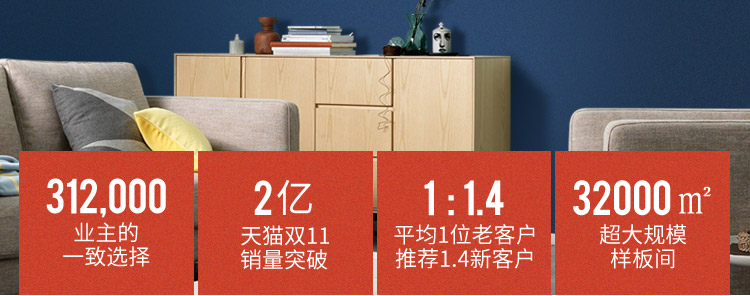 312,000
业主的
一致选择
2亿
天猫双11
销量突破
1:1.4
平均1位老客户
推荐1.4新客户
32000㎡
超大规模
样板间